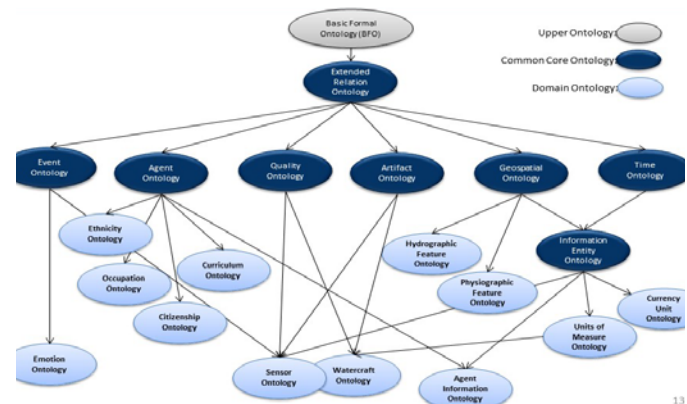 Basic Formal
Ontology (BFO)
Upper Ontology:
Common Core Ontology:
Domain Ontology:
Extended
Relation
Ontology
Event
Ontology
Agent
Ontology
Quality
Ontology
Artifact
Ontology
Geospatial
Ontology
Time
Ontology
Ethnicity
Ontology
Occupation
Ontology
Citizenship
Ontology
Curriculum
Ontology
Hydrographic
Feature
Ontology
Physiographic
Feature
Ontology
Information
Entity
Ontology
Currency
Unit
Ontology
Units of
Measure
Ontology
Emotion
Ontology
Sensor
Ontology
Watercraft
Ontology
Agent
Information
Ontology
13